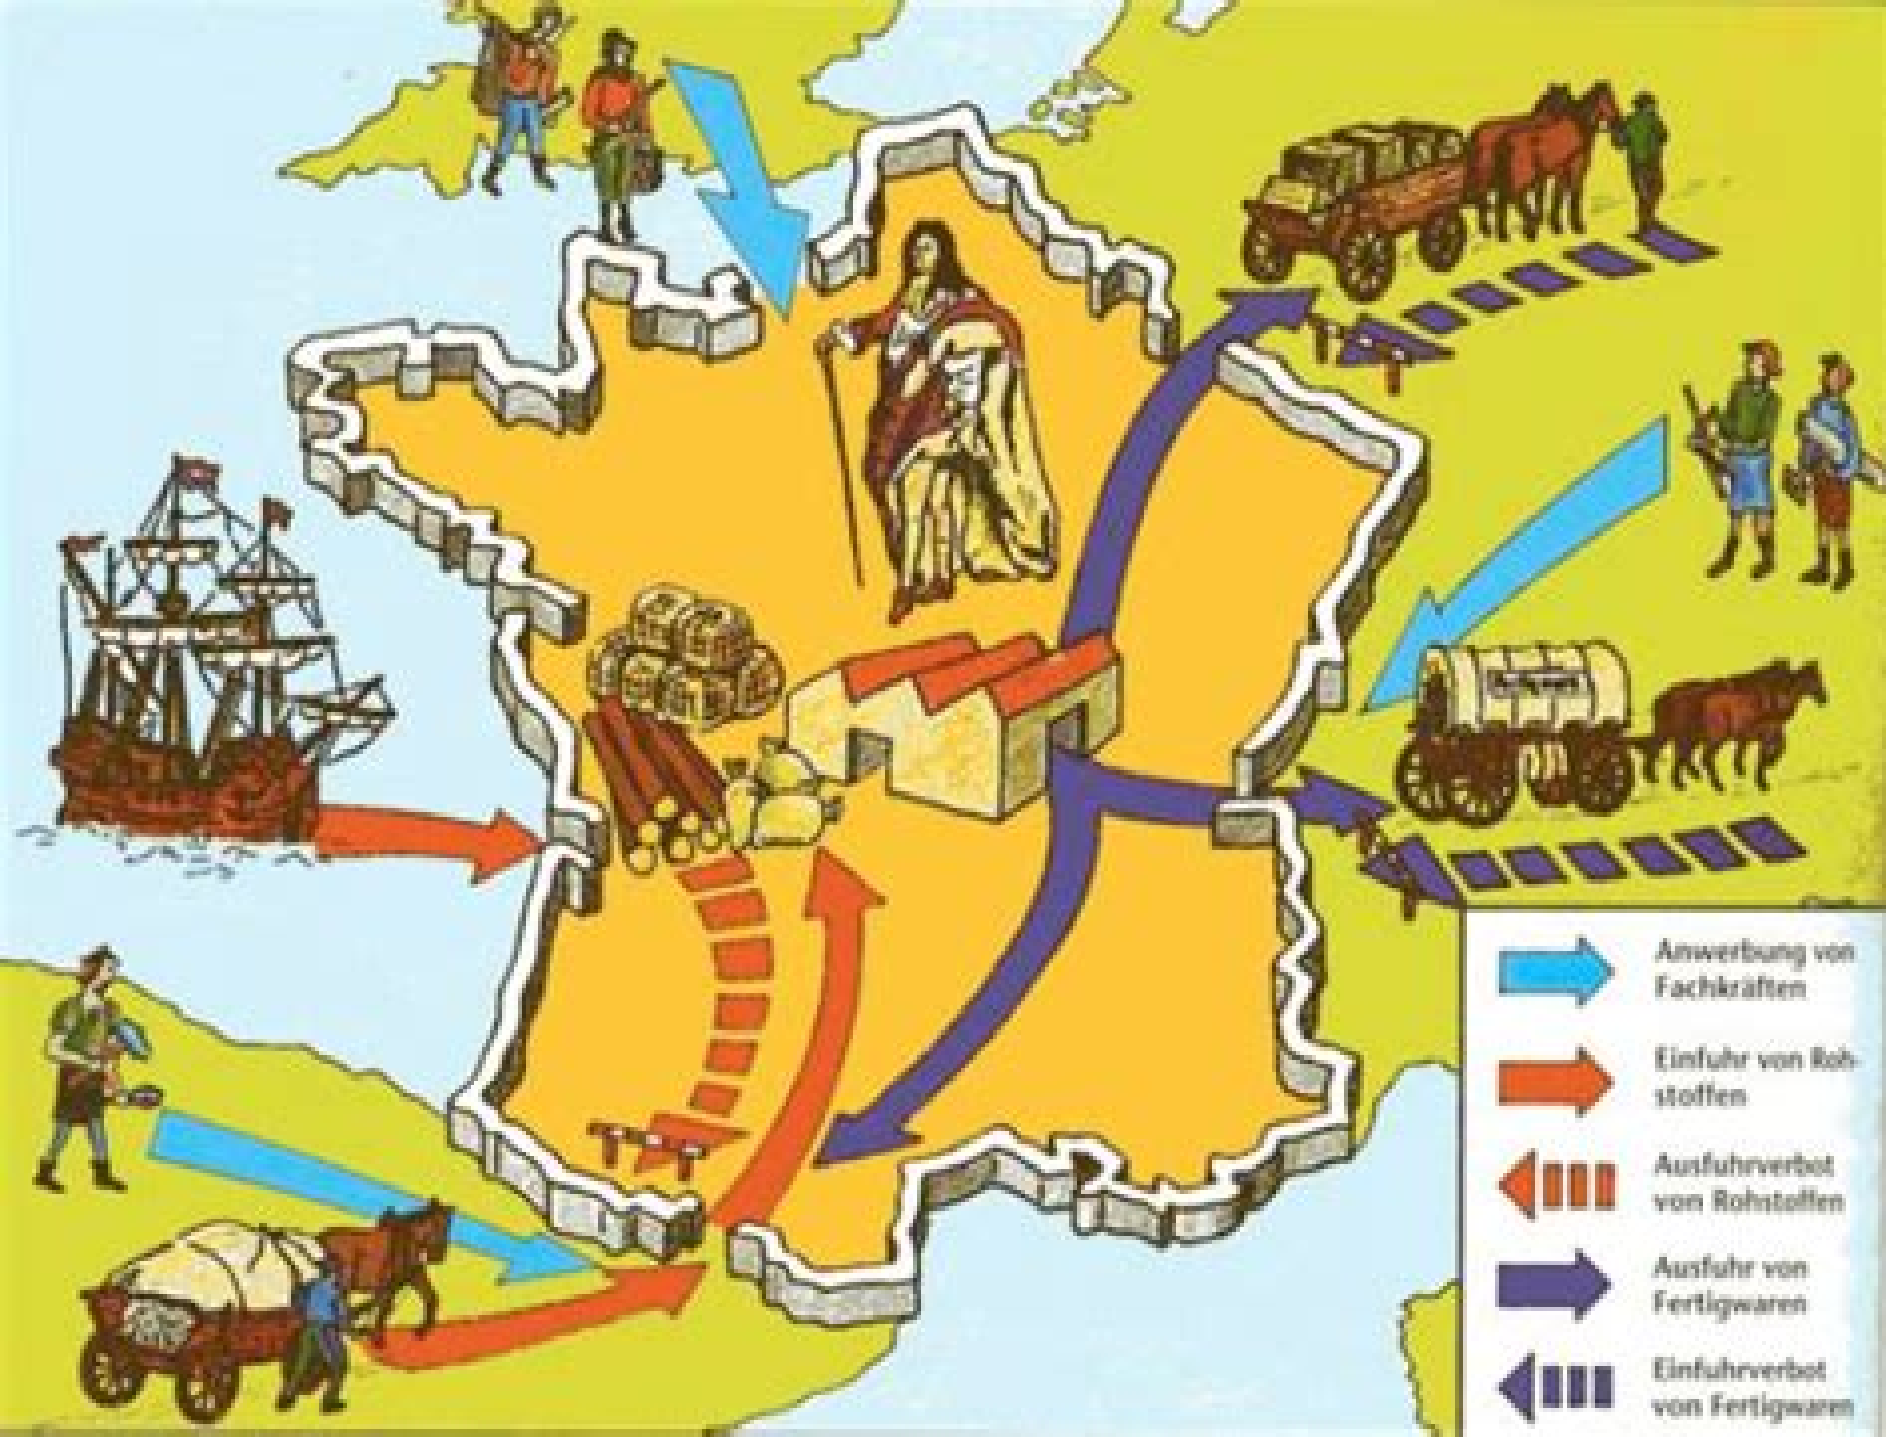 Anwerbung von
Fachkräften
Einfuhr von Roh-
stoffen
Ausfuhrverbot
von Rohstoffen
Ausfuhr von
Fertigwaren
Einfuhrverbot
von Fertigwaren